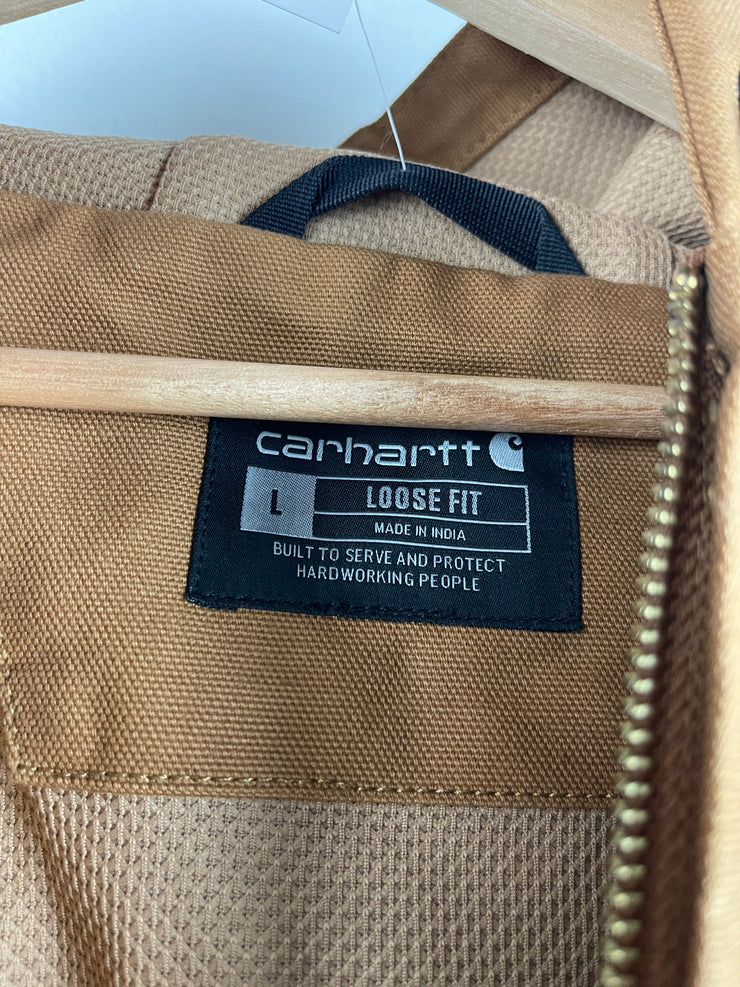 carhartt
L LOOSE FIT
MADE IN INDIA
BUILT TO SERVE AND PROTECT
HARDWORKING PEOPLE